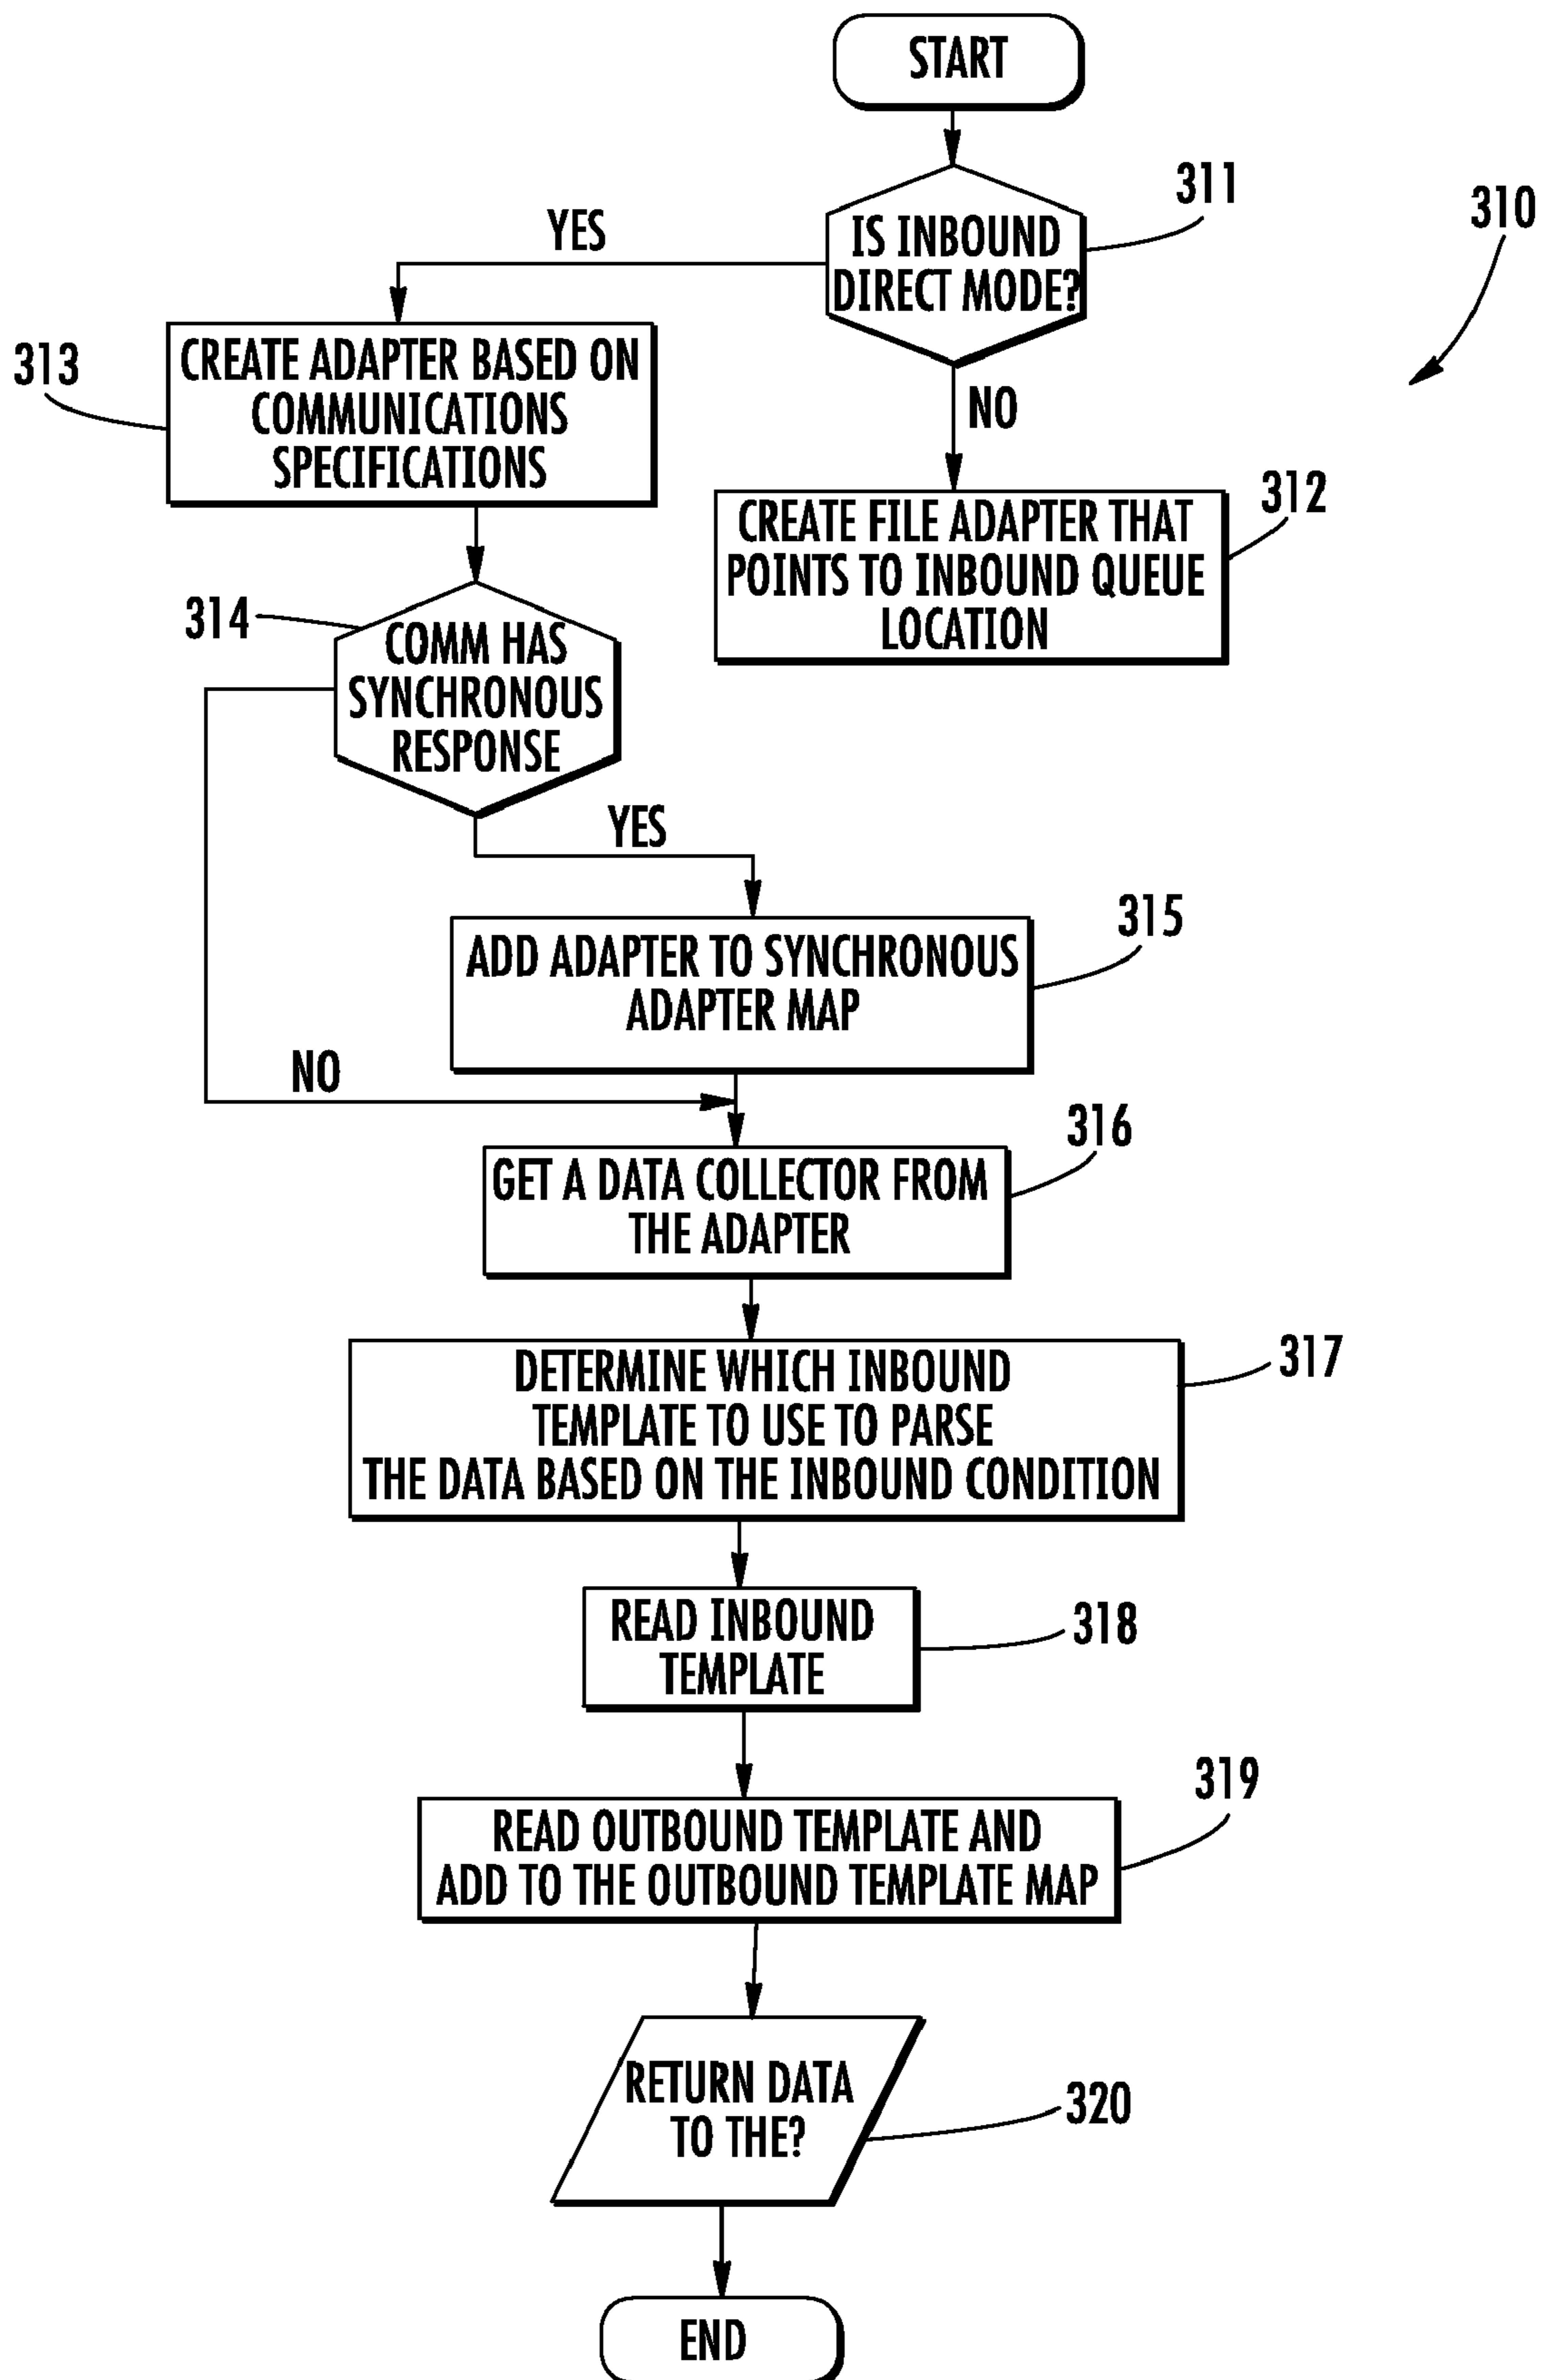 START
311
310
IS INBOUND
DIRECT MODE?
YES
NO
313
CREATE ADAPTER BASED ON
COMMUNICATIONS
SPECIFICATIONS
312
CREATE FILE ADAPTER THAT
POINTS TO INBOUND QUEUE
LOCATION
314
COMM HAS
SYNCHRONOUS
RESPONSE
YES
315
ADD ADAPTER TO SYNCHRONOUS
ADAPTER MAP
NO
316
GET A DATA COLLECTOR FROM
THE ADAPTER
317
DETERMINE WHICH INBOUND
TEMPLATE TO USE TO PARSE
THE DATA BASED ON THE INBOUND CONDITION
318
READ INBOUND
TEMPLATE
319
READ OUTBOUND TEMPLATE AND
ADD TO THE OUTBOUND TEMPLATE MAP
RETURN DATA
TO THE?
320
END